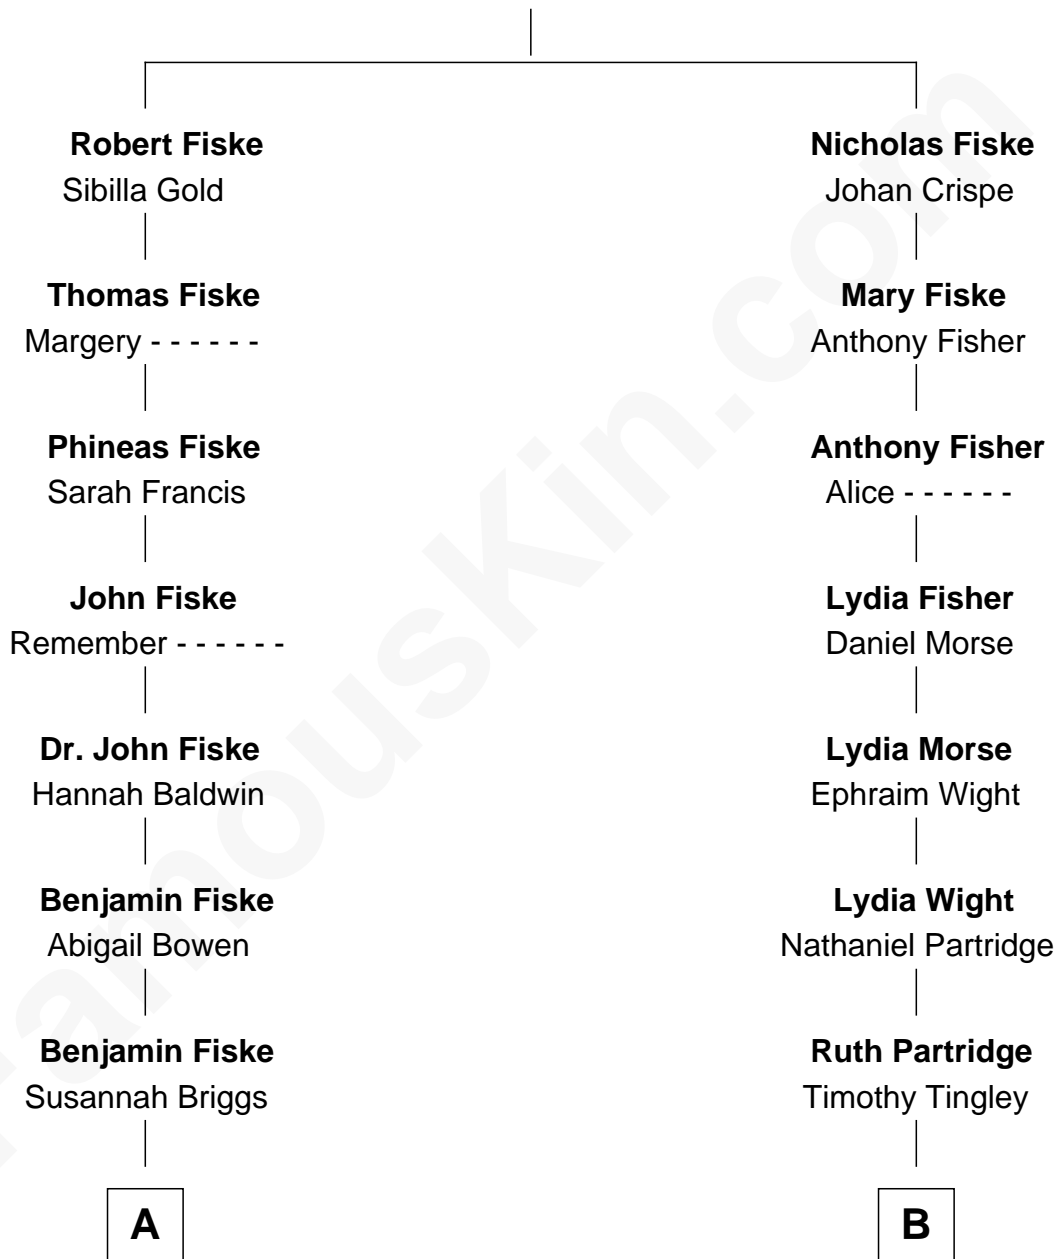 Robert Fiske
Sibilla Gold
Thomas Fiske
Margery - - - - - -
Phineas Fiske
Sarah Francis
John Fiske
Remember - - - - - -
Dr. John Fiske
Hannah Baldwin
Benjamin Fiske
Abigail Bowen
Benjamin Fiske
Susannah Briggs
A
Nicholas Fiske
Johan Crispe
Mary Fiske
Anthony Fisher
Anthony Fisher
Alice - - - - - -
Lydia Fisher
Daniel Morse
Lydia Morse
Ephraim Wight
Lydia Wight
Nathaniel Partridge
Ruth Partridge
Timothy Tingley
B
FamousKin.com